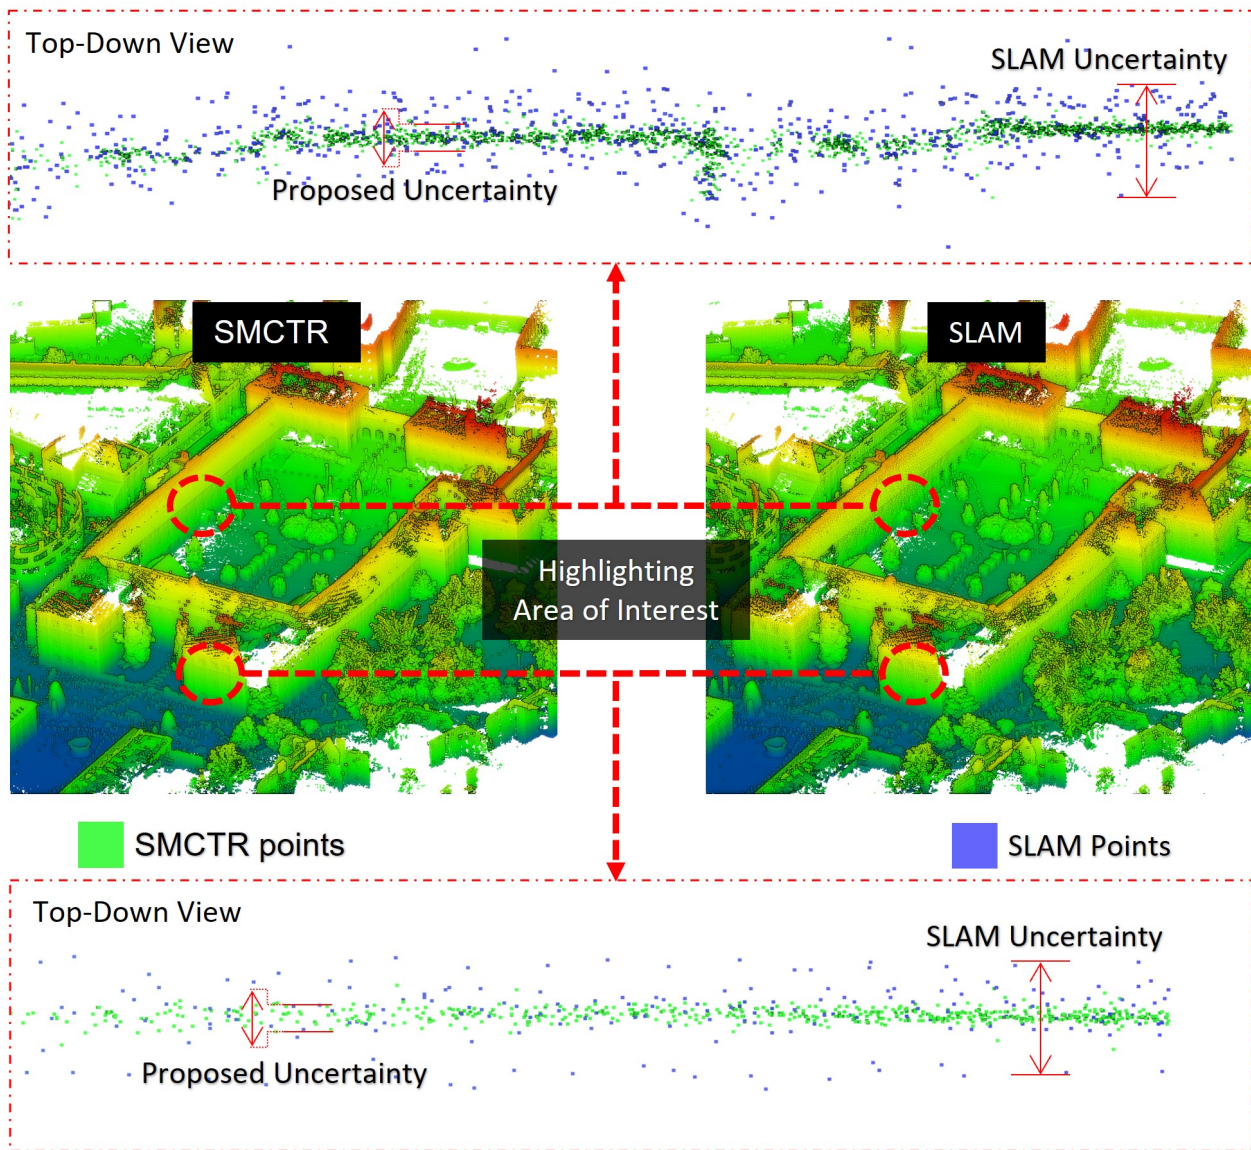 Top-Down View
SLAM Uncertainty
Proposed Uncertainty
SMCTR
SLAM
Highlighting
Area of Interest
SMCTR points
SLAM Points
Top-Down View
SLAM Uncertainty
Proposed Uncertainty